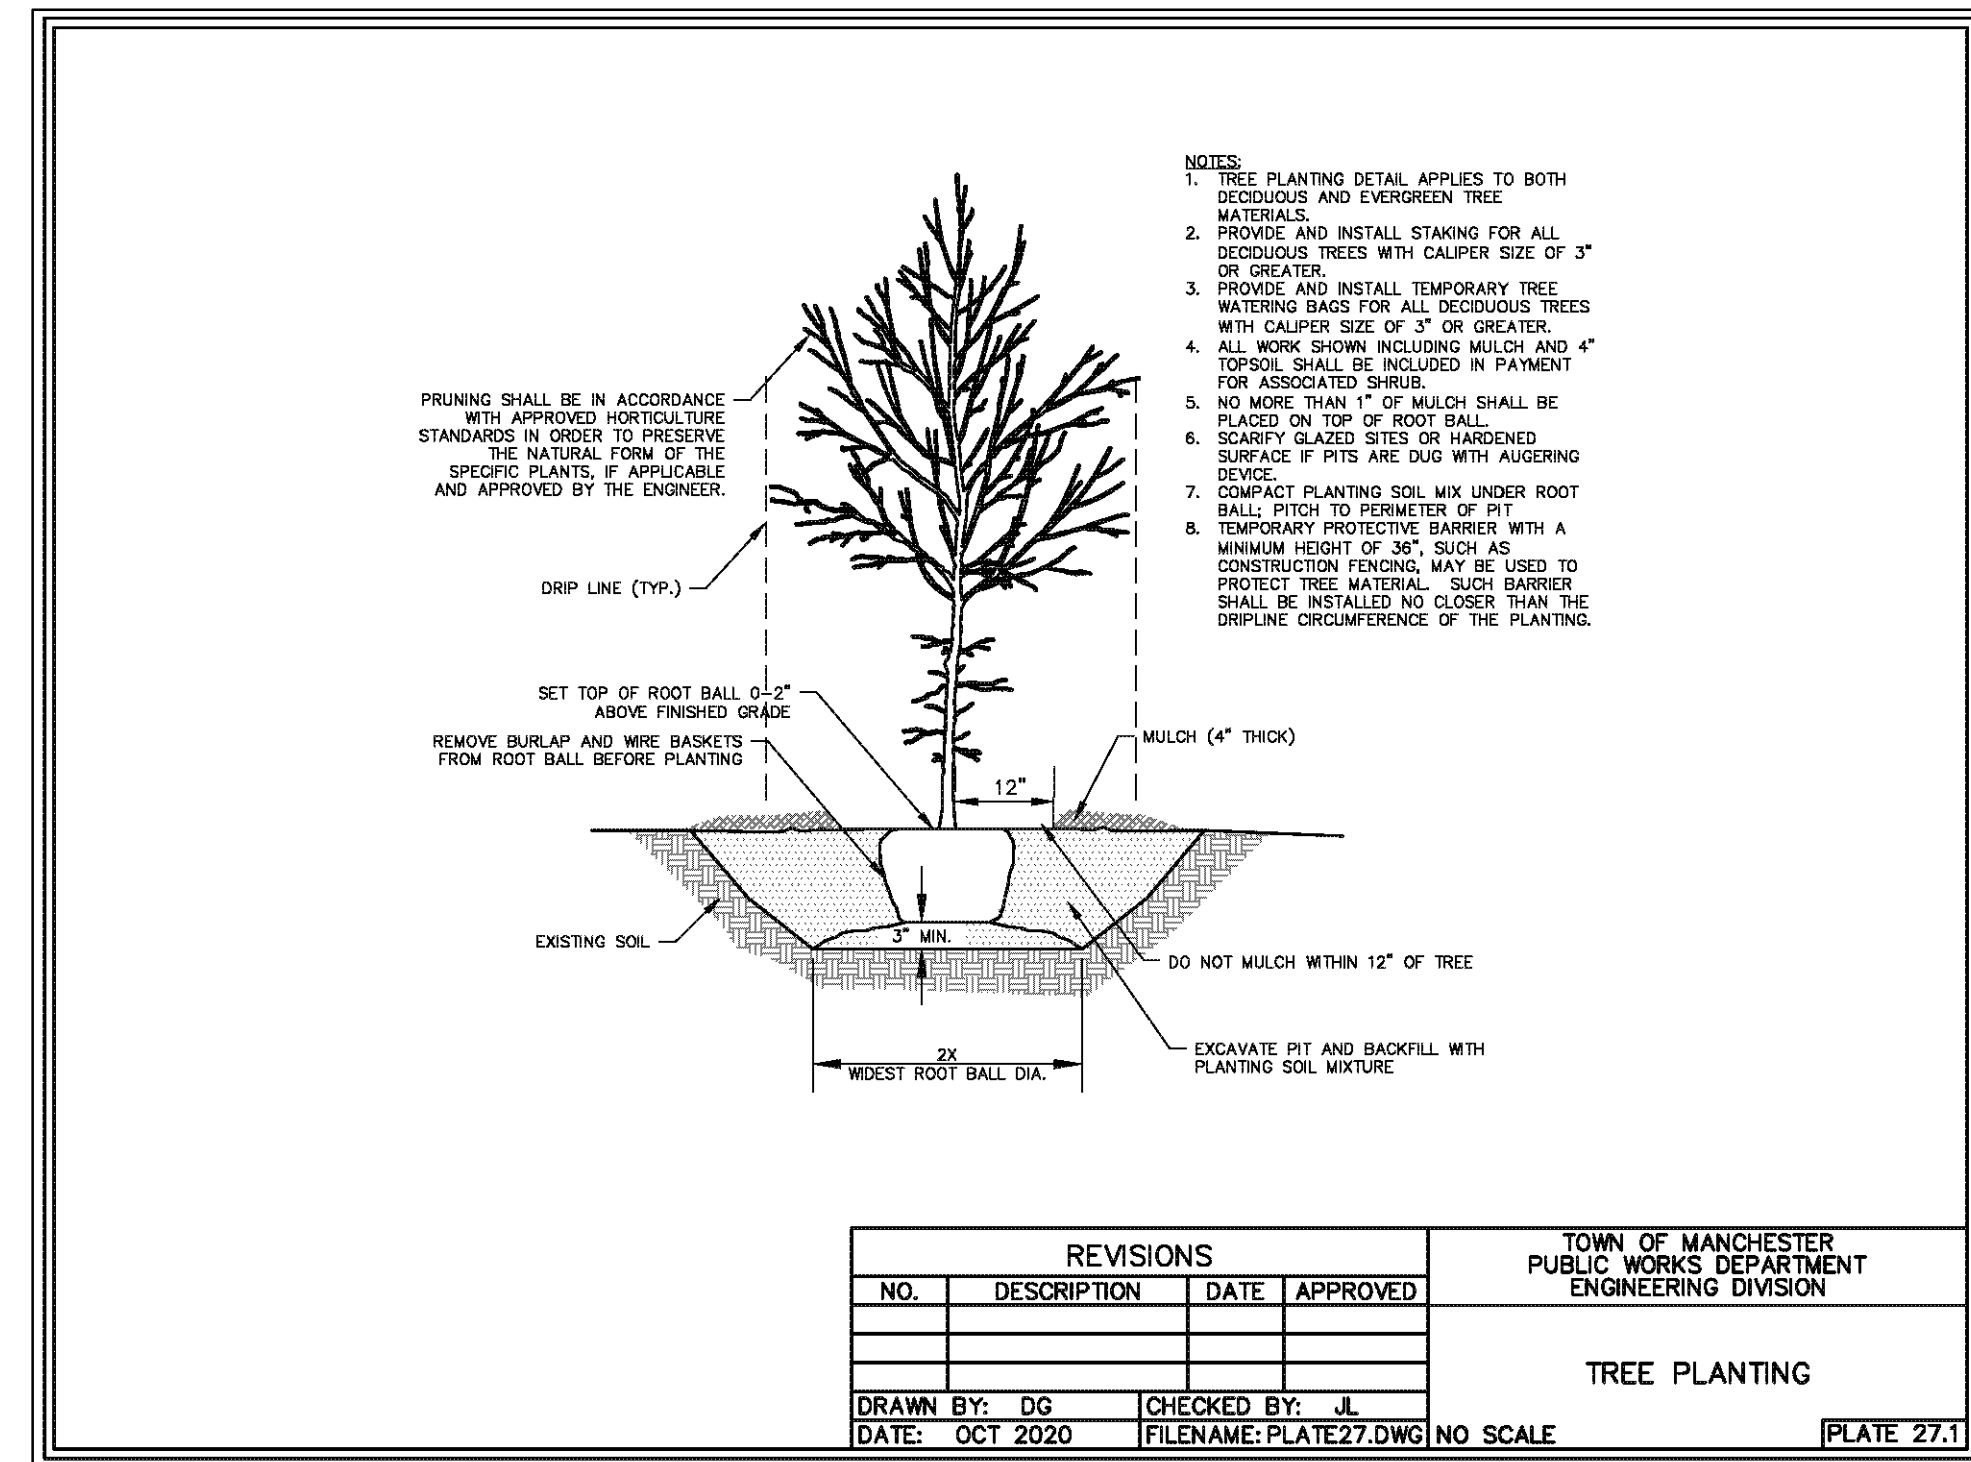 NOTES:
1. TREE PLANTING DETAIL APPLIES TO BOTH
DECIDUOUS AND EVERGREEN TREE
MATERIALS.
2. PROVIDE AND INSTALL STAKING FOR ALL
DECIDUOUS TREES WITH CALIPER SIZE OF 3"
OR GREATER.
3. PROVIDE AND INSTALL TEMPORARY TREE
WATERING BAGS FOR ALL DECIDUOUS TREES
WITH CALIPER SIZE OF 3" OR GREATER.
4. ALL WORK SHOWN INCLUDING MULCH AND 4"
TOPSOIL SHALL BE INCLUDED IN PAYMENT
FOR ASSOCIATED SHRUB.
5. NO MORE THAN 1" OF MULCH SHALL BE
PLACED ON TOP OF ROOT BALL.
6. SCARIFY GLAZED SITES OR HARDENED
SURFACE IF PITS ARE DUG WITH AUGERING
DEVICE.
7. COMPACT PLANTING SOIL MIX UNDER ROOT
BALL; PITCH TO PERIMETER OF PIT
8. TEMPORARY PROTECTIVE BARRIER WITH A
MINIMUM HEIGHT OF 36", SUCH AS
CONSTRUCTION FENCING, MAY BE USED TO
PROTECT TREE MATERIAL. SUCH BARRIER
SHALL BE INSTALLED NO CLOSER THAN THE
DRIPLINE CIRCUMFERENCE OF THE PLANTING.
PRUNING SHALL BE IN ACCORDANCE
WITH APPROVED HORTICULTURE
STANDARDS IN ORDER TO PRESERVE
THE NATURAL FORM OF THE
SPECIFIC PLANTS, IF APPLICABLE
AND APPROVED BY THE ENGINEER.
DRIP LINE (TYP.)
SET TOP OF ROOT BALL 0-2"
ABOVE FINISHED GRADE
REMOVE BURLAP AND WIRE BASKETS
FROM ROOT BALL BEFORE PLANTING
MULCH (4" THICK)
12"
EXISTING SOIL
3" MIN.
DO NOT MULCH WITHIN 12" OF TREE
EXCAVATE PIT AND BACKFILL WITH
PLANTING SOIL MIXTURE
2X
WIDEST ROOT BALL DIA.
REVISIONS
NO. DESCRIPTION DATE APPROVED
DRAWN BY: DG CHECKED BY: JL
DATE: OCT 2020 FILENAME: PLATE27.DWG
TOWN OF MANCHESTER
PUBLIC WORKS DEPARTMENT
ENGINEERING DIVISION
TREE PLANTING
NO SCALE PLATE 27.1